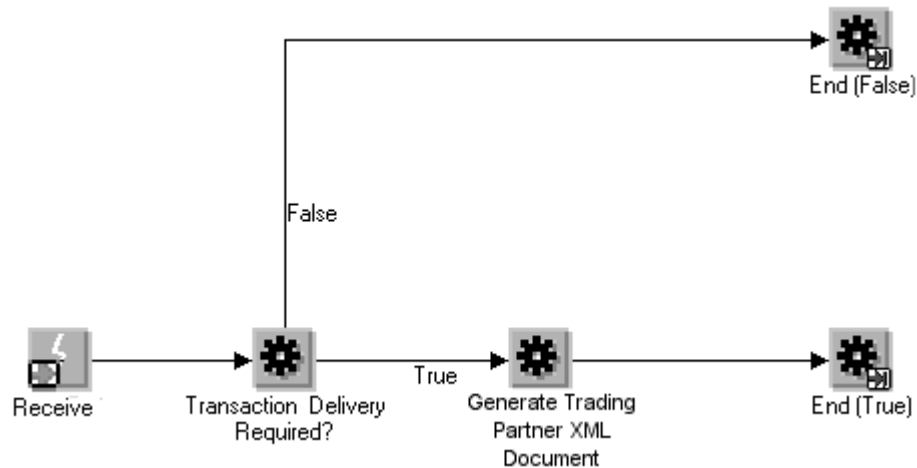 End (False)
False
True
Receive
Transaction Delivery
Required?
Generate Trading
Partner XML
Document
End (True)